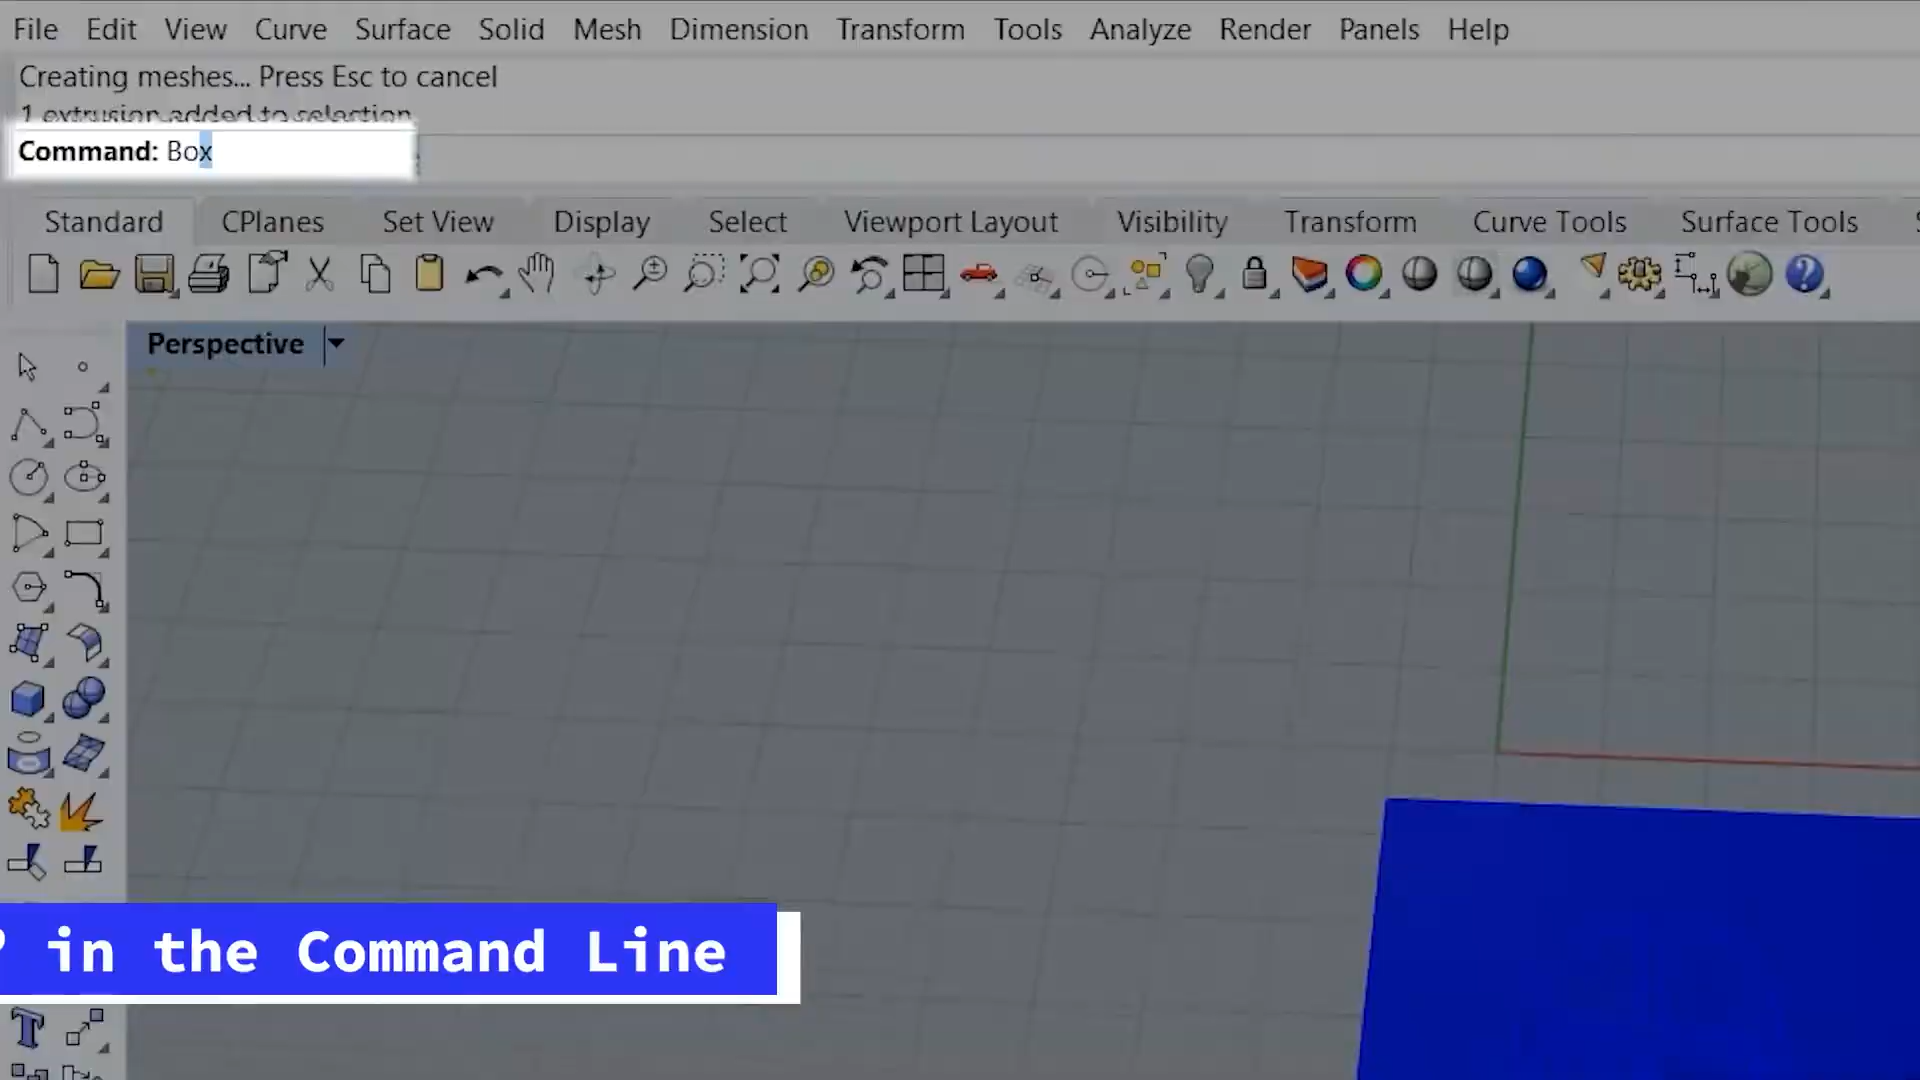 File Edit View Curve Surface Solid Mesh Dimension Transform Tools Analyze Render Panels Help
Creating meshes... Press Esc to cancel
1 extrusion added to selection.
Command: Box
Standard CPlanes Set View Display Select Viewport Layout Visibility Transform Curve Tools Surface Tools
Perspective
in the Command Line